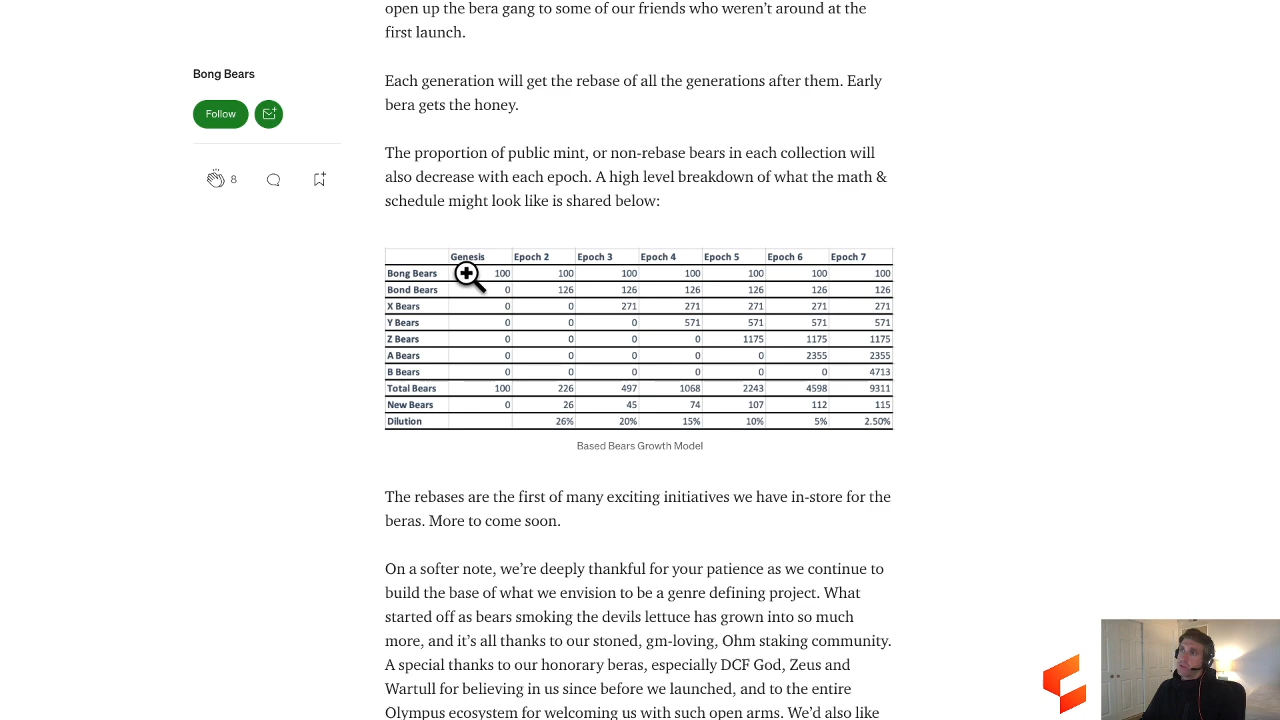 open up the bera gang to some of our friends who weren't around at the
first launch.
Bong Bears
Follow
8
Each generation will get the rebase of all the generations after them. Early
bera gets the honey.
The proportion of public mint, or non-rebase bears in each collection will
also decrease with each epoch. A high level breakdown of what the math &
schedule might look like is shared below:
Genesis Epoch 2 Epoch 3 Epoch 4 Epoch 5 Epoch 6 Epoch 7
Bong Bears 100 100 100 100 100 100 100
Bond Bears 0 126 126 126 126 126 126
X Bears 0 0 271 271 271 271 271
Y Bears 0 0 0 571 571 571 571
Z Bears 0 0 0 0 1175 1175 1175
A Bears 0 0 0 0 0 2355 2355
B Bears 0 0 0 0 0 0 4713
Total Bears 100 226 497 1068 2243 4598 9311
New Bears 0 26 45 74 107 112 115
Dilution 26% 20% 15% 10% 5% 2.50%
Based Bears Growth Model
The rebases are the first of many exciting initiatives we have in-store for the
beras. More to come soon.
On a softer note, we're deeply thankful for your patience as we continue to
build the base of what we envision to be a genre defining project. What
started off as bears smoking the devils lettuce has grown into so much
more, and it's all thanks to our stoned, gm-loving, Ohm staking community.
A special thanks to our honorary beras, especially DCF God, Zeus and
Wartull for believing in us since before we launched, and to the entire
Olympus ecosystem for welcoming us with such open arms. We'd also like